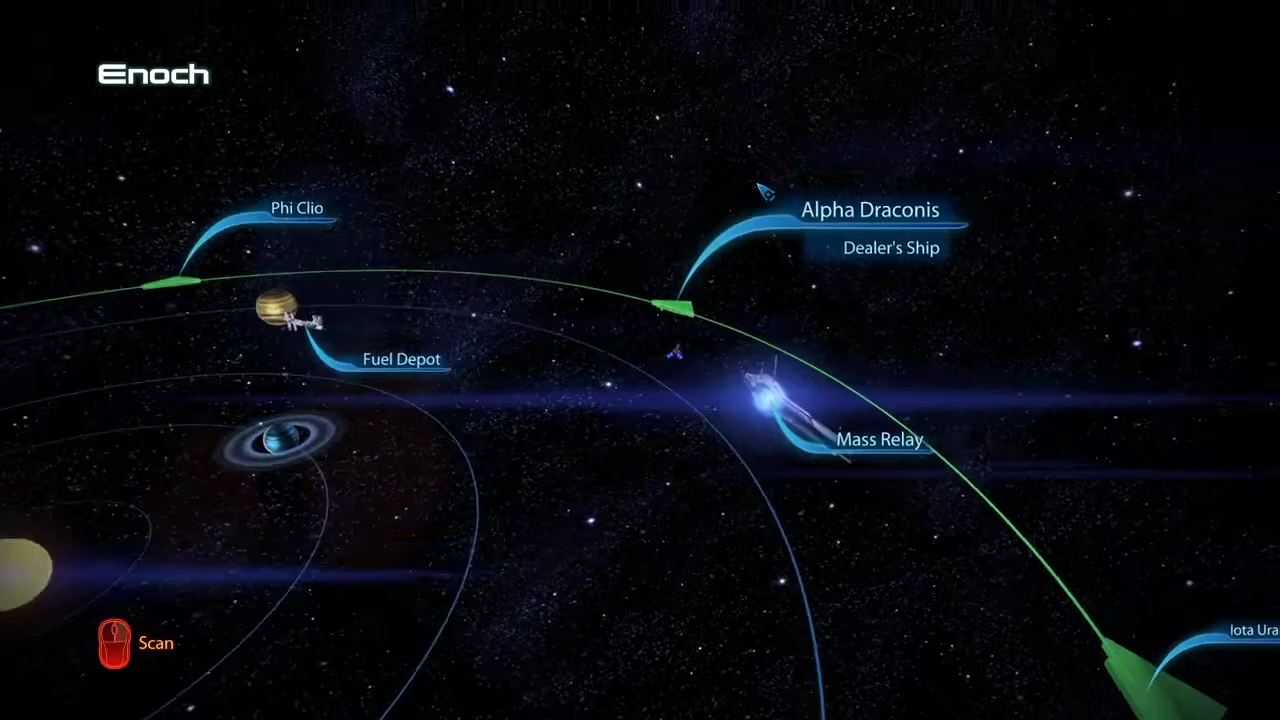 Enoch
Phi Clio
Alpha Draconis
Dealer's Ship
Fuel Depot
Mass Relay
Iota Ura
Scan